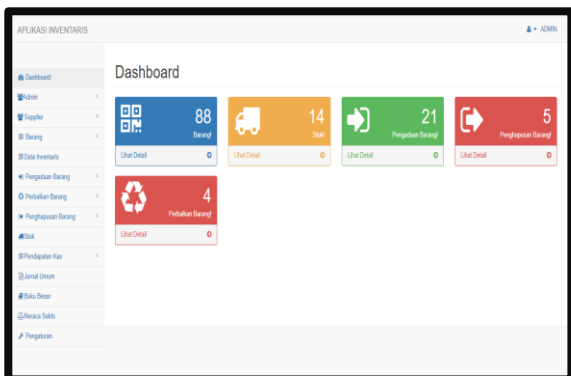 APLIKASI INVENTARIS
ADMIN
Dashboard
Admin
Supplier
Barang
Data Inventaris
Pengadaan Barang
Perbaikan Barang
Penghapusan Barang
Stok
Pendapatan Kas
Jurnal Umum
Buku Besar
Neraca Saldo
Pengaturan
Dashboard
88
Barang!
Lihat Detail
14
Stok!
Lihat Detail
21
Pengadaan Barang!
Lihat Detail
5
Penghapusan Barang!
Lihat Detail
4
Perbaikan Barang!
Lihat Detail